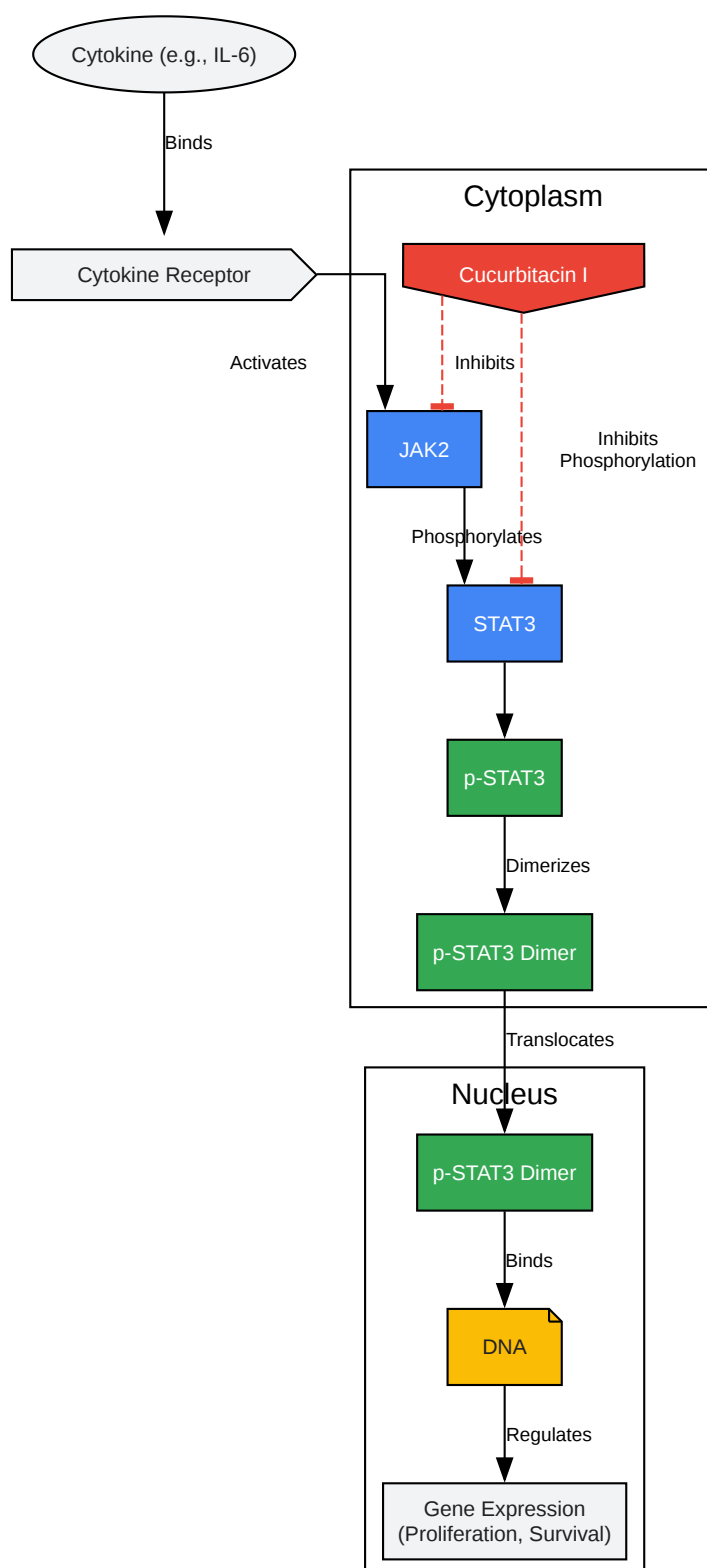 Cytokine (e.g., IL-6)
Binds
Cytoplasm
Cytokine Receptor
Cucurbitacin I
Activates
Inhibits
JAK2
Inhibits
Phosphorylation
Phosphorylates
STAT3
p-STAT3
Dimerizes
p-STAT3 Dimer
Translocates
Nucleus
p-STAT3 Dimer
Binds
DNA
Regulates
Gene Expression
(Proliferation, Survival)